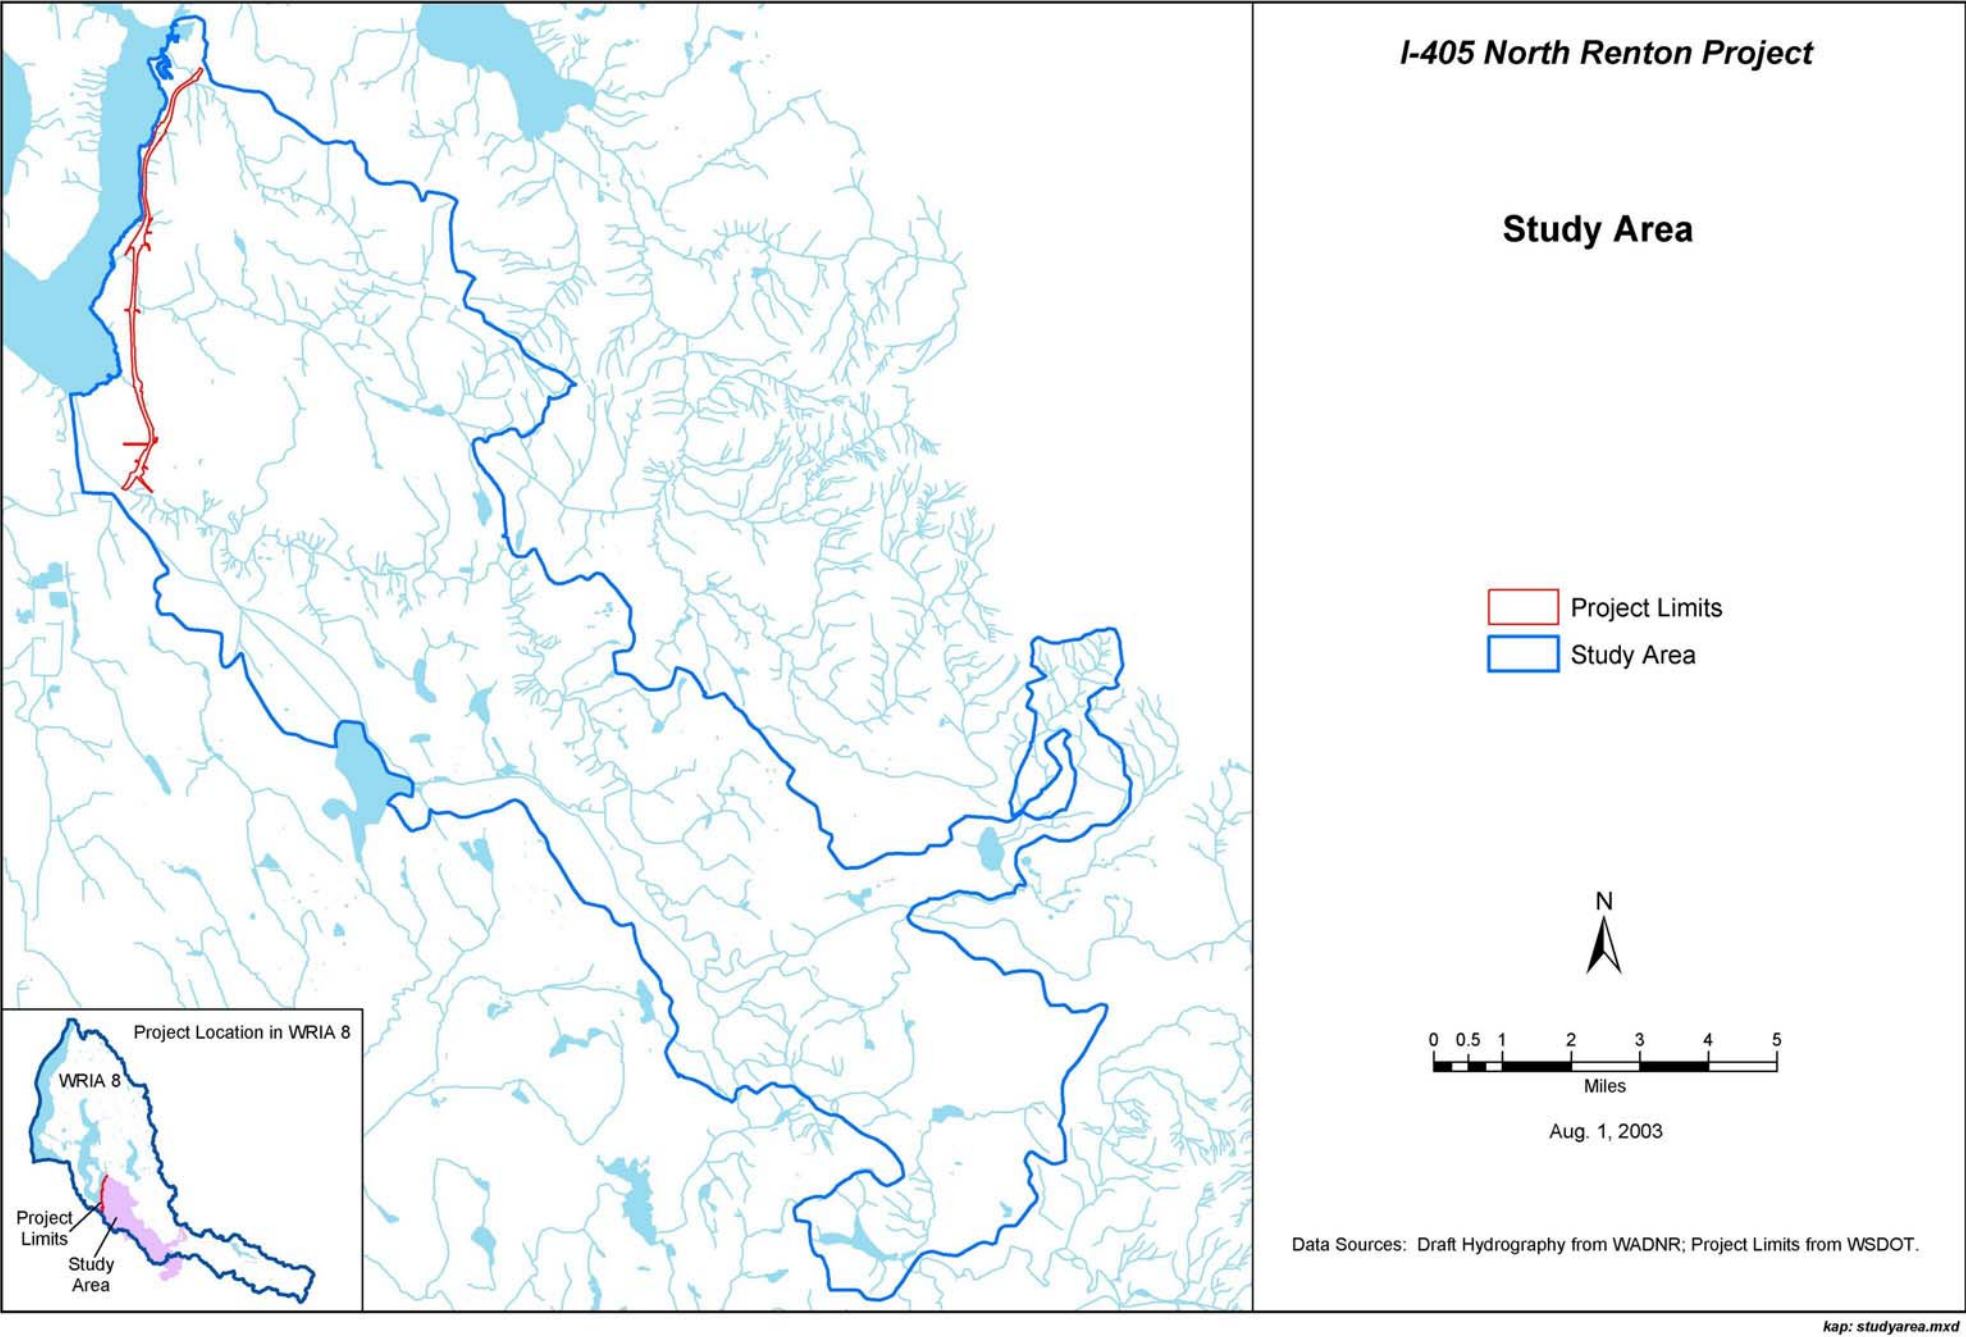 I-405 North Renton Project
Study Area
Project Limits
Study Area
N
0 0.5 1 2 3 4 5
Miles
Aug. 1, 2003
Data Sources: Draft Hydrography from WADNR; Project Limits from WSDOT.
Project Location in WRIA 8
WRIA 8
Project
Limits
Study
Area
kap: studyarea.mxd